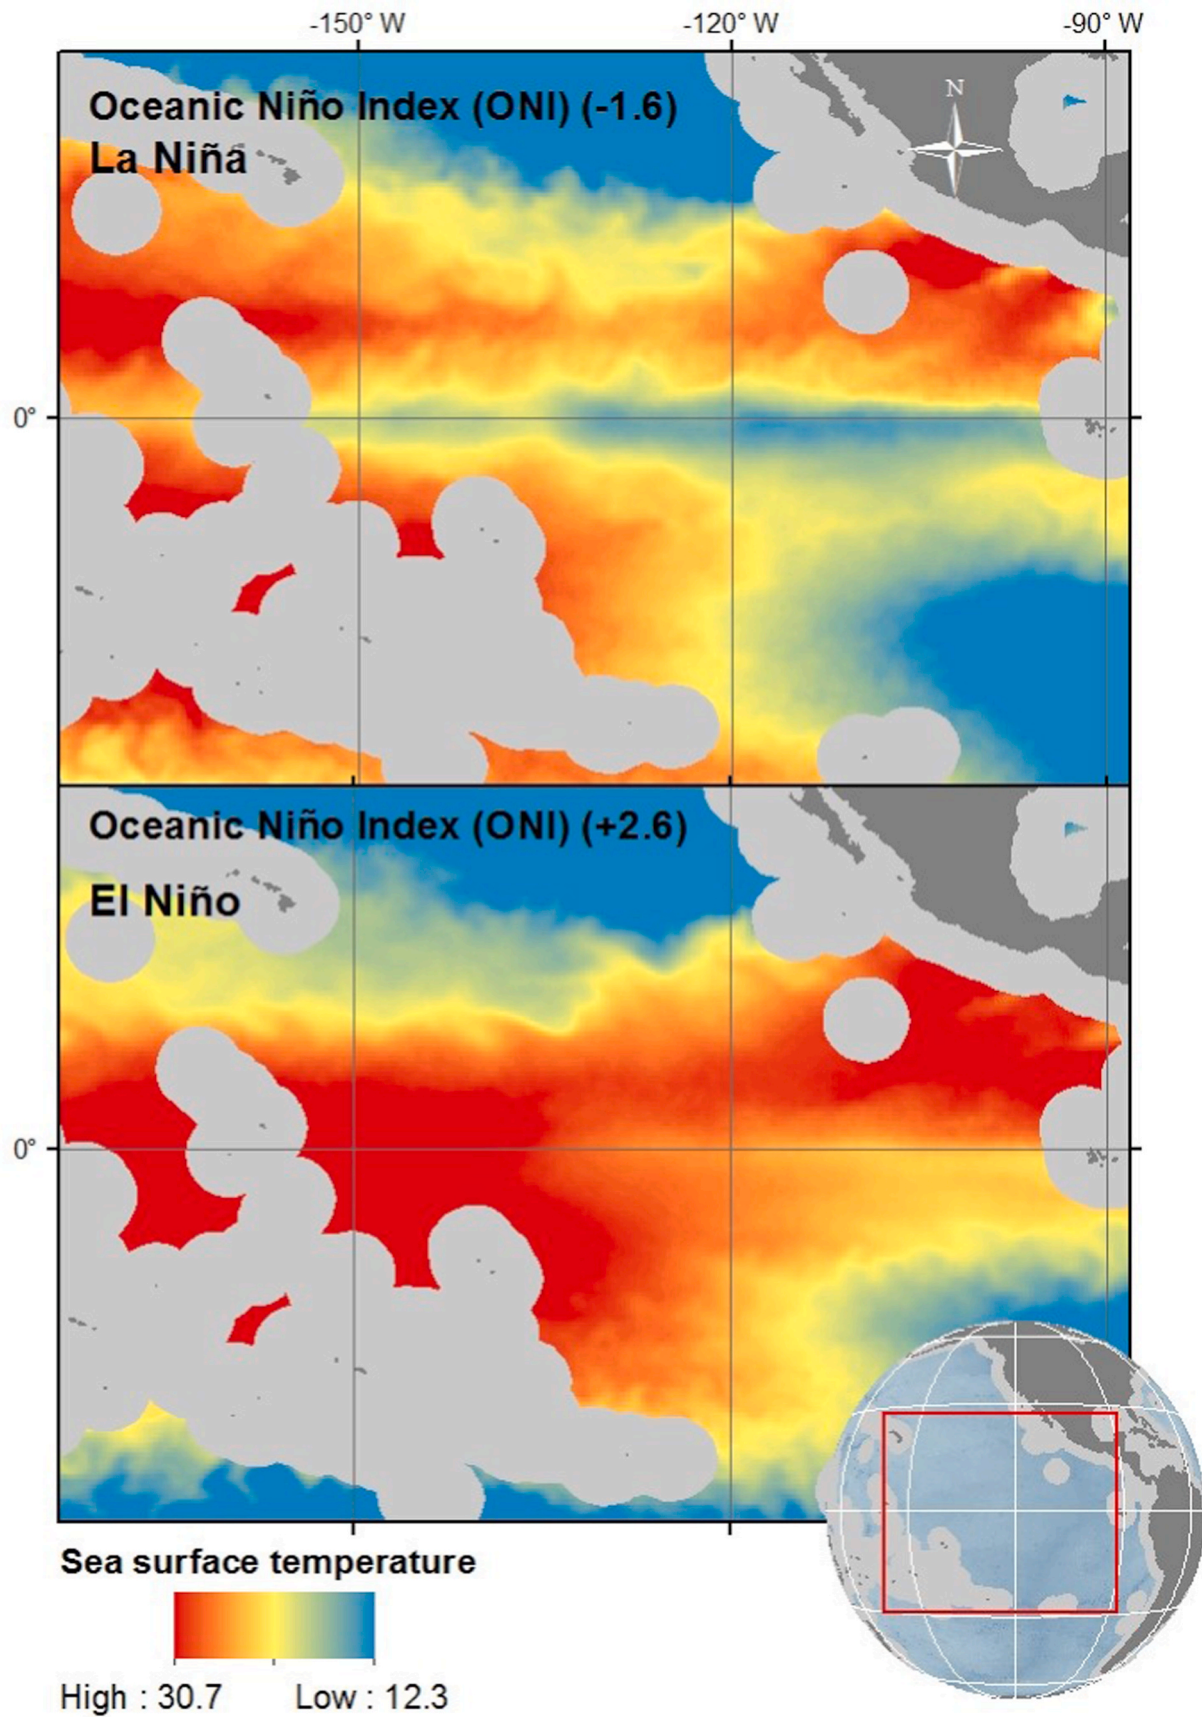 -150° W -120° W -90° W
Oceanic Niño Index (ONI) (-1.6)
La Niña
N
0°
Oceanic Niño Index (ONI) (+2.6)
El Niño
0°
Sea surface temperature
High : 30.7 Low : 12.3